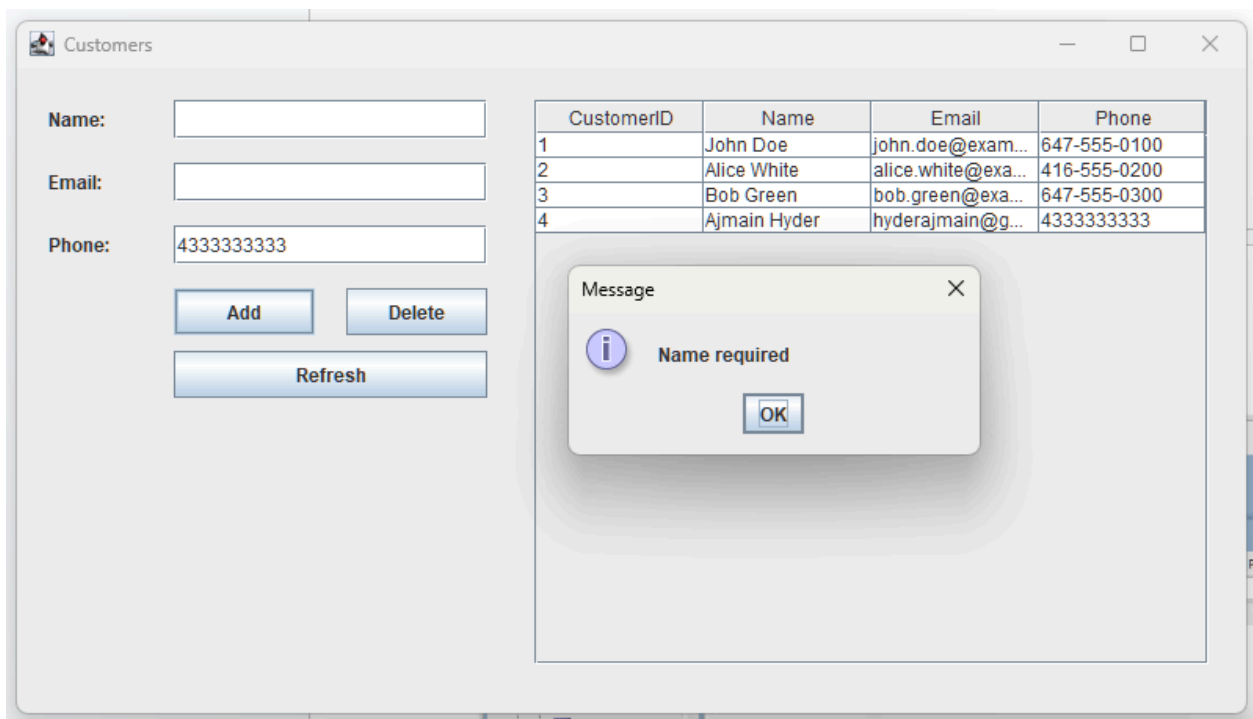 Customers
Name:
Email:
Phone: 4333333333
Add Delete
Refresh
CustomerID Name Email Phone
1 John Doe john.doe@exam... 647-555-0100
2 Alice White alice.white@exa... 416-555-0200
3 Bob Green bob.green@exa... 647-555-0300
4 Ajmain Hyder hyderajmain@g... 4333333333
Message
i Name required
OK